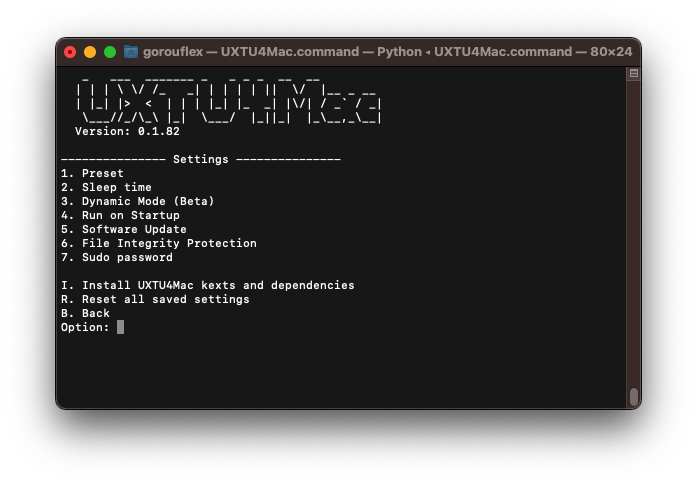 gorouflex — UXTU4Mac.command — Python ◂ UXTU4Mac.command — 80×24
UXTU4Mac
Version: 0.1.82
--------------- Settings ---------------
1. Preset
2. Sleep time
3. Dynamic Mode (Beta)
4. Run on Startup
5. Software Update
6. File Integrity Protection
7. Sudo password
I. Install UXTU4Mac kexts and dependencies
R. Reset all saved settings
B. Back
Option: